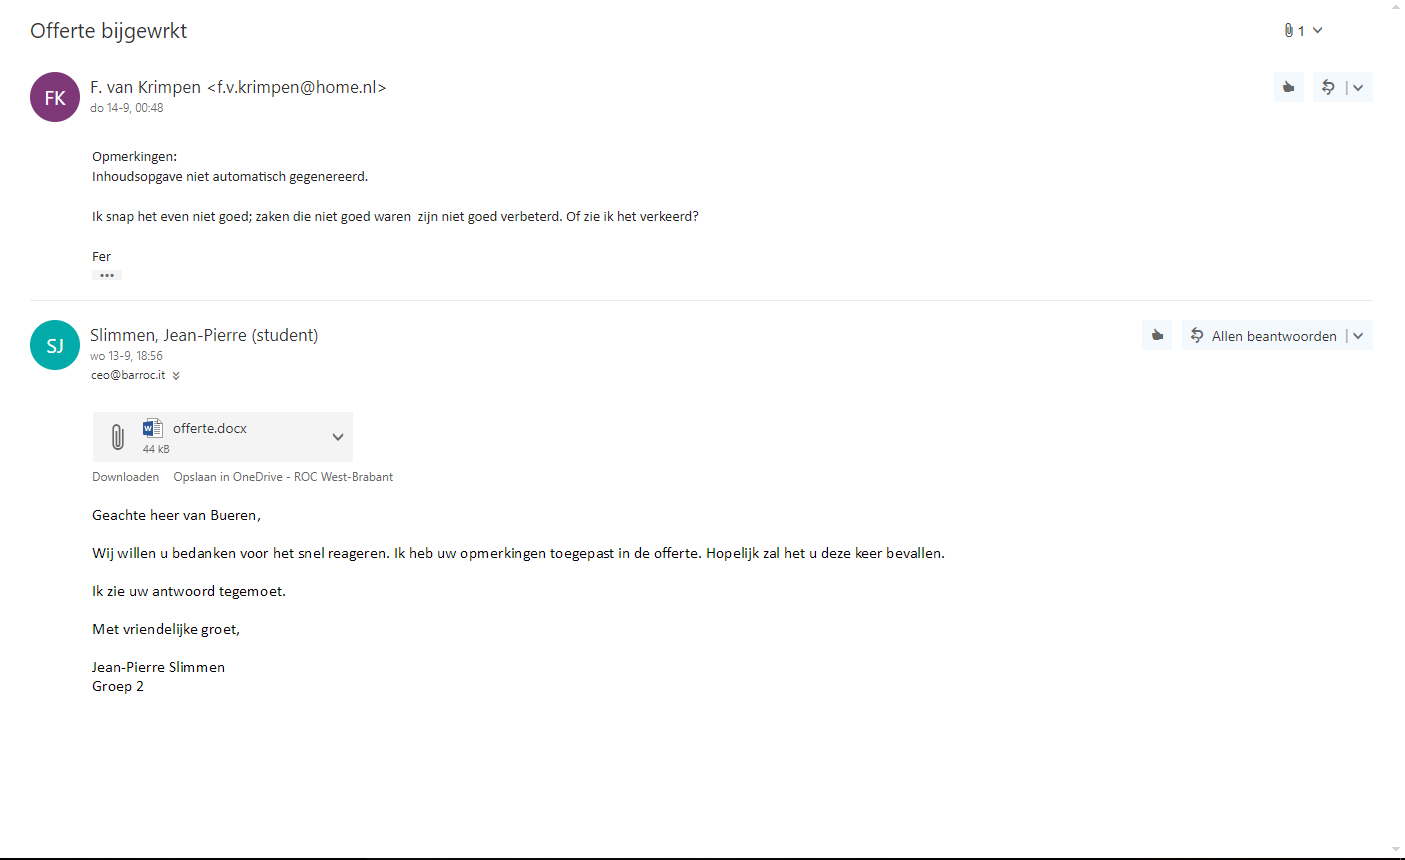 Offerte bijgewrkt
1
FK
F. van Krimpen <f.v.krimpen@home.nl>
do 14-9, 00:48
Opmerkingen:
Inhoudsopgave niet automatisch gegenereerd.
Ik snap het even niet goed; zaken die niet goed waren  zijn niet goed verbeterd. Of zie ik het verkeerd?
Fer
•••
SJ
Slimmen, Jean-Pierre (student)
Allen beantwoorden
wo 13-9, 18:56
ceo@barroc.it
offerte.docx
44 kB
Downloaden Opslaan in OneDrive - ROC West-Brabant
Geachte heer van Bueren,
Wij willen u bedanken voor het snel reageren. Ik heb uw opmerkingen toegepast in de offerte. Hopelijk zal het u deze keer bevallen.
Ik zie uw antwoord tegemoet.
Met vriendelijke groet,
Jean-Pierre Slimmen
Groep 2